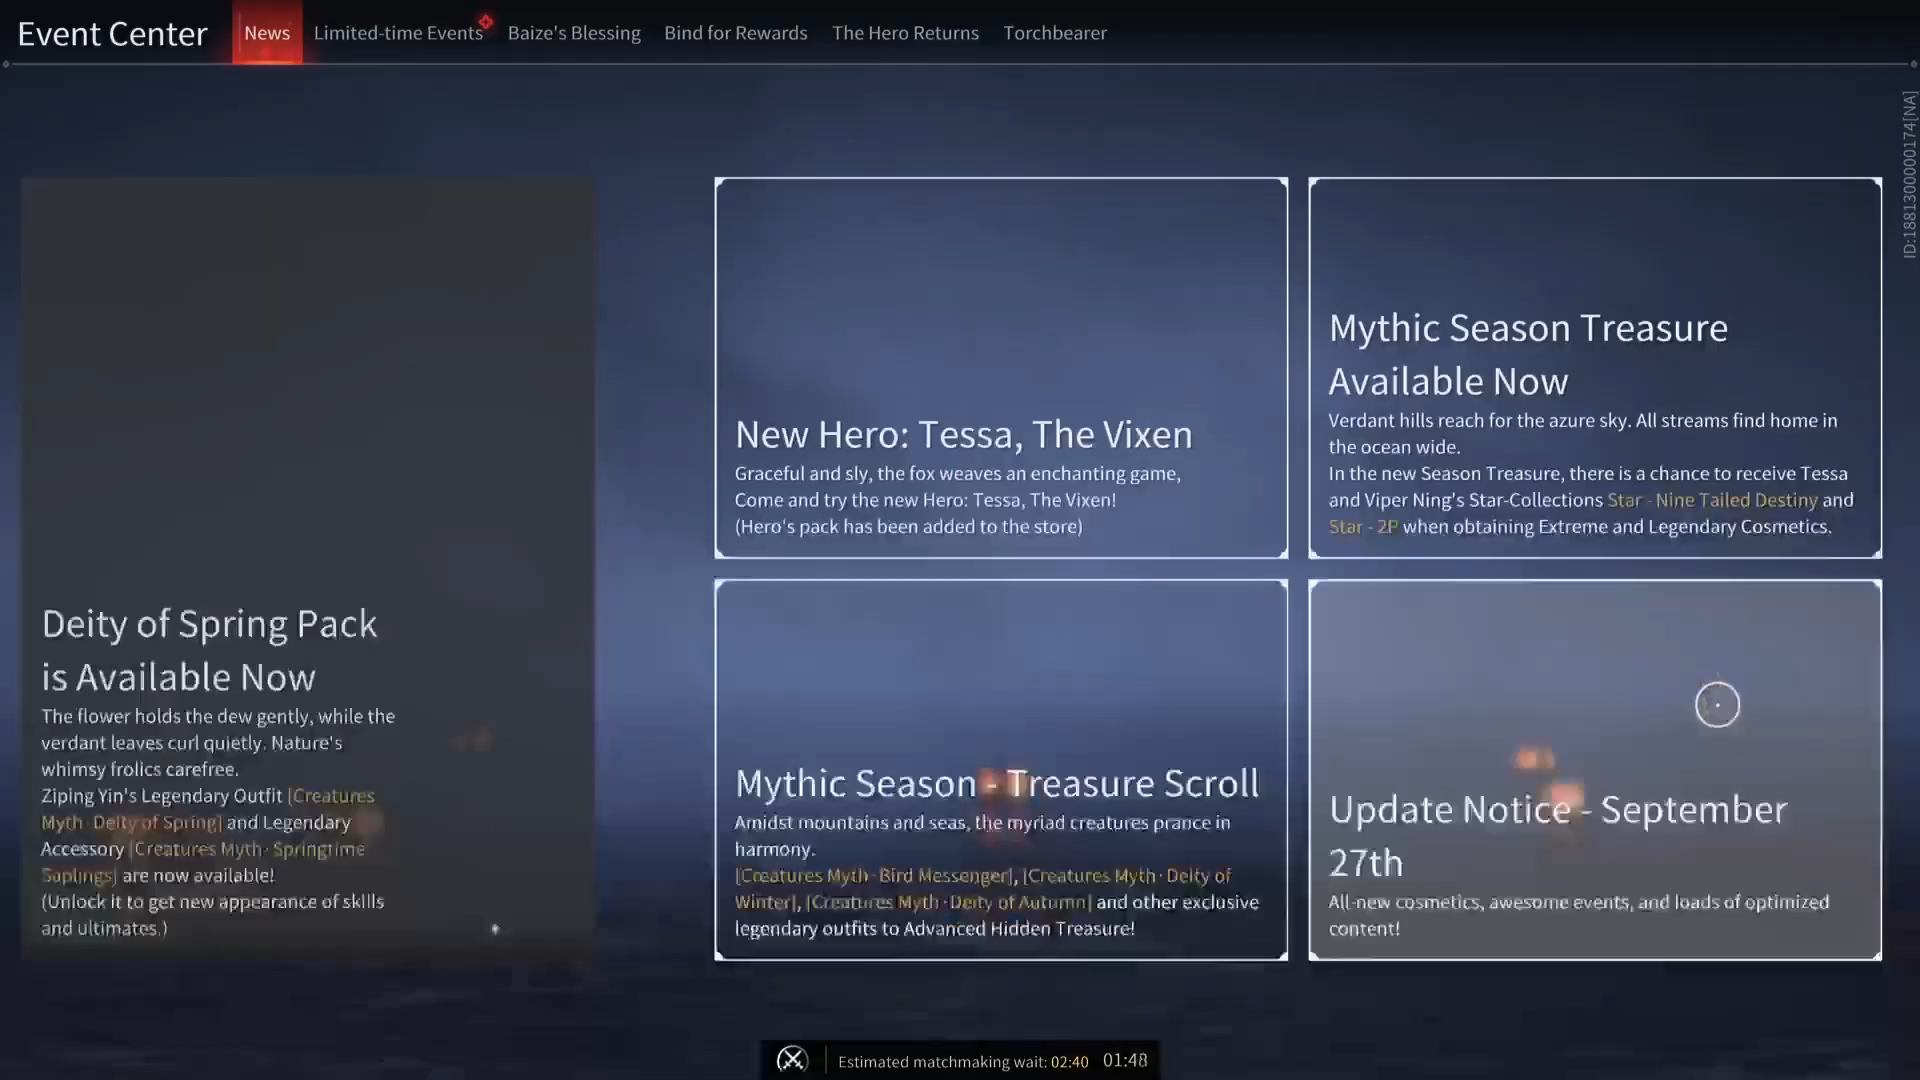 Event Center
News
Limited-time Events
Baize's Blessing
Bind for Rewards
The Hero Returns
Torchbearer
ID:188130000017​4[NA]
Deity of Spring Pack
is Available Now
The flower holds the dew gently, while the
verdant leaves curl quietly. Nature's
whimsy frolics carefree.
Ziping Yin's Legendary Outfit [Creatures
Myth · Deity of Spring] and Legendary
Accessory [Creatures Myth · Springtime
Saplings] are now available!
(Unlock it to get new appearance of skills
and ultimates.)
New Hero: Tessa, The Vixen
Graceful and sly, the fox weaves an enchanting game,
Come and try the new Hero: Tessa, The Vixen!
(Hero's pack has been added to the store)
Mythic Season Treasure
Available Now
Verdant hills reach for the azure sky. All streams find home in
the ocean wide.
In the new Season Treasure, there is a chance to receive Tessa
and Viper Ning's Star-Collections Star - Nine Tailed Destiny and
Star - 2P when obtaining Extreme and Legendary Cosmetics.
Mythic Season - Treasure Scroll
Amidst mountains and seas, the myriad creatures prance in
harmony.
[Creatures Myth · Bird Messenger], [Creatures Myth · Deity of
Winter], [Creatures Myth · Deity of Autumn] and other exclusive
legendary outfits to Advanced Hidden Treasure!
Update Notice - September
27th
All-new cosmetics, awesome events, and loads of optimized
content!
Estimated matchmaking wait: 02:40 01:48